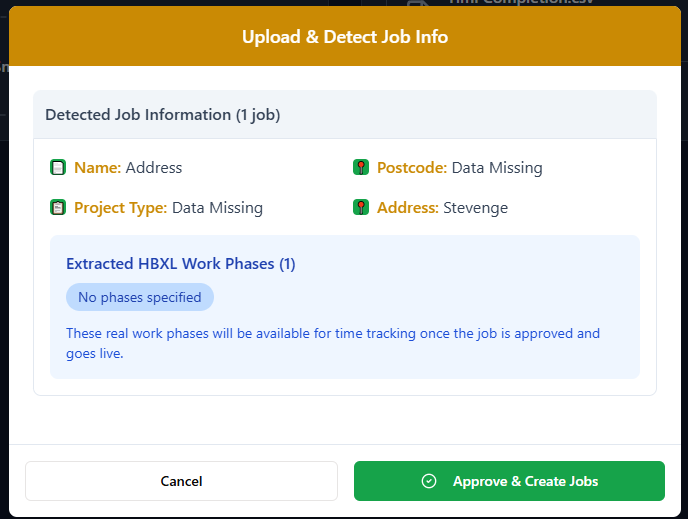 Completion.csv
Upload & Detect Job Info
Detected Job Information (1 job)
Name: Address
Postcode: Data Missing
Project Type: Data Missing
Address: Stevenge
Extracted HBXL Work Phases (1)
No phases specified
These real work phases will be available for time tracking once the job is approved and
goes live.
Cancel
Approve & Create Jobs